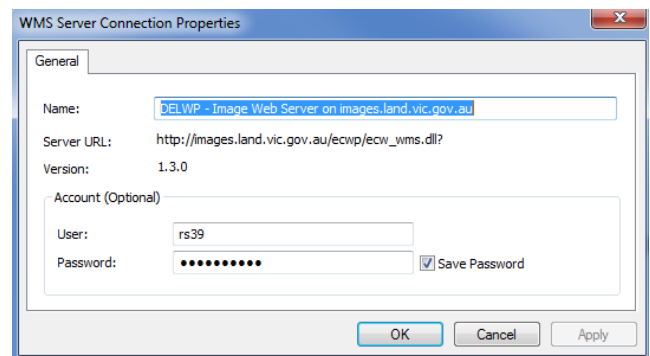 WMS Server Connection Properties
General
Name: DELWP - Image Web Server on images.land.vic.gov.au
Server URL: http://images.land.vic.gov.au/ecwp/ecw_wms.dll?
Version: 1.3.0
Account (Optional)
User: rs39
Password: ●●●●●●●●●● Save Password
OK Cancel Apply